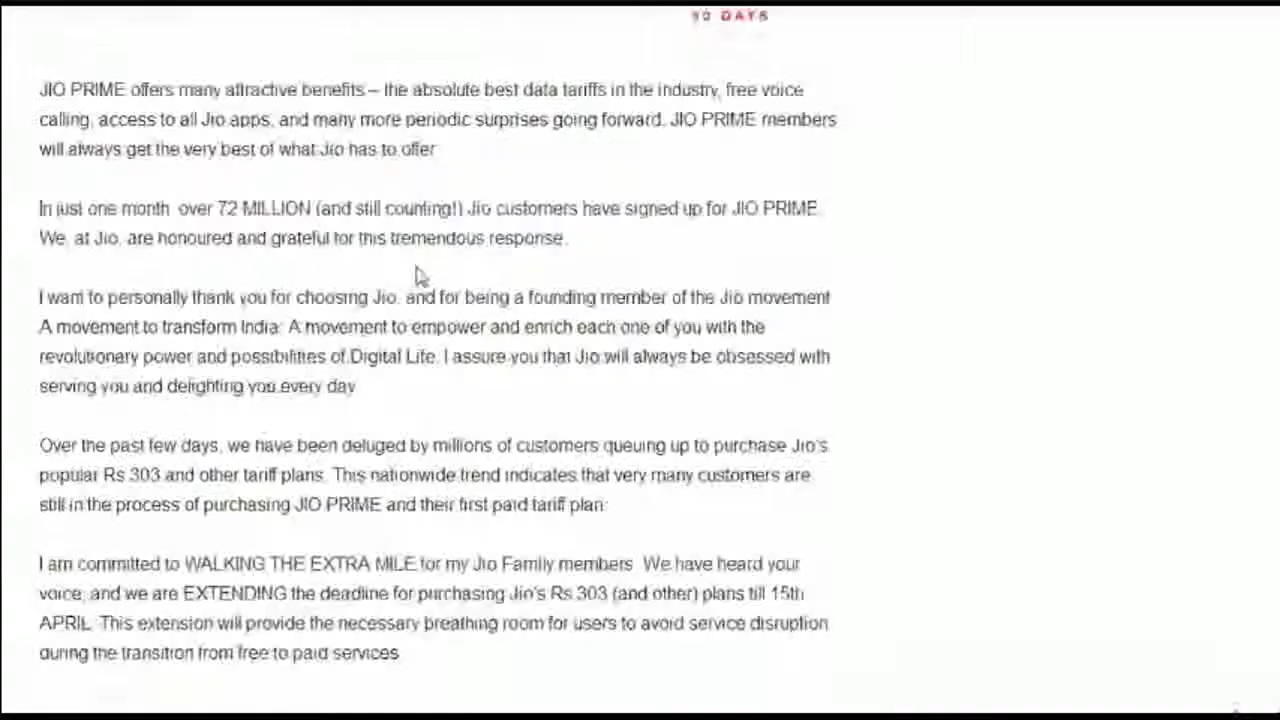 DAYS
JIO PRIME offers many attractive benefits – the absolute best data tariffs in the industry, free voice
calling, access to all Jio apps, and many more periodic surprises going forward. JIO PRIME members
will always get the very best of what Jio has to offer
In just one month over 72 MILLION (and still counting!) Jio customers have signed up for JIO PRIME.
We, at Jio, are honoured and grateful for this tremendous response.
I want to personally thank you for choosing Jio, and for being a founding member of the Jio movement
A movement to transform India. A movement to empower and enrich each one of you with the
revolutionary power and possibilities of Digital Life. I assure you that Jio will always be obsessed with
serving you and delighting you every day
Over the past few days, we have been deluged by millions of customers queuing up to purchase Jio's
popular Rs 303 and other tariff plans. This nationwide trend indicates that very many customers are
still in the process of purchasing JIO PRIME and their first paid tariff plan.
I am committed to WALKING THE EXTRA MILE for my Jio Family members. We have heard your
voice, and we are EXTENDING the deadline for purchasing Jio's Rs 303 (and other) plans till 15th
APRIL. This extension will provide the necessary breathing room for users to avoid service disruption
during the transition from free to paid services